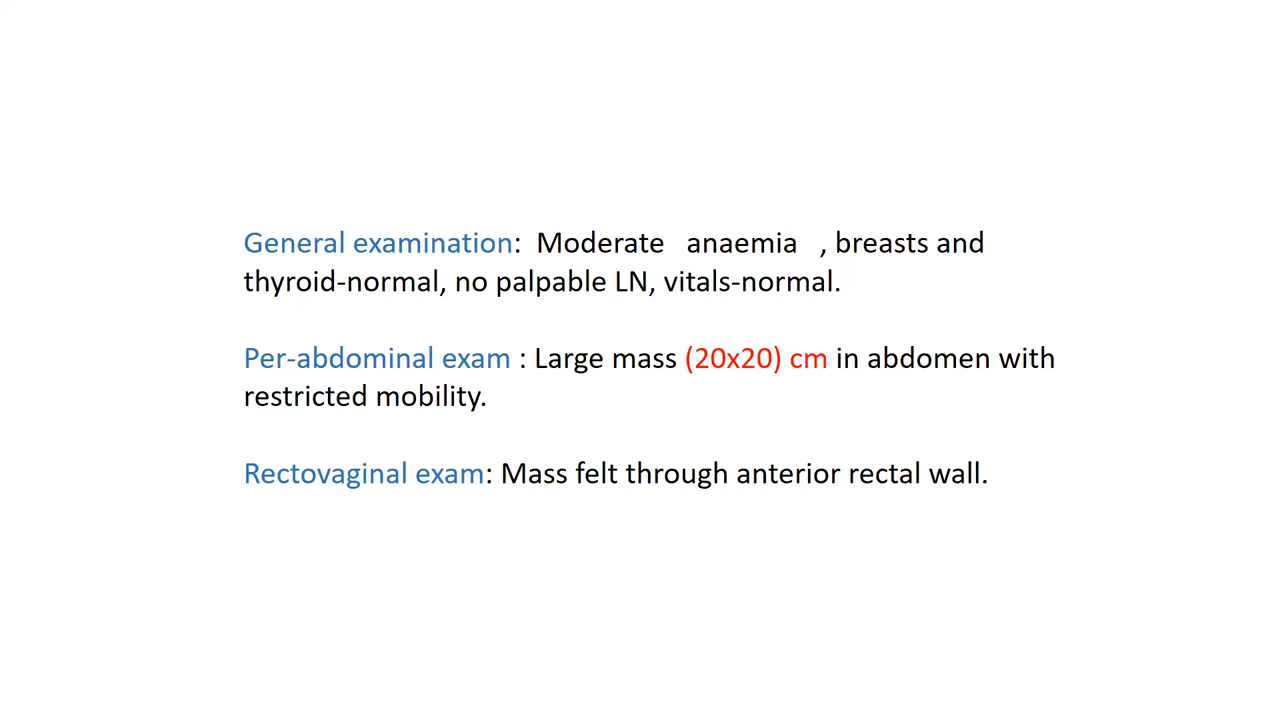 General examination: Moderate anaemia , breasts and
thyroid-normal, no palpable LN, vitals-normal.
Per-abdominal exam : Large mass (20x20) cm in abdomen with
restricted mobility.
Rectovaginal exam: Mass felt through anterior rectal wall.